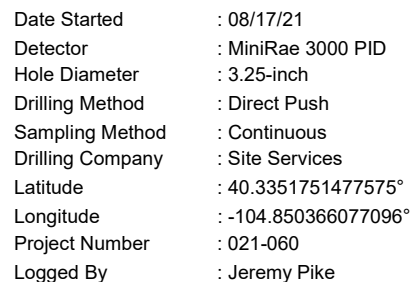 Date Started : 08/17/21
Detector : MiniRae 3000 PID
Hole Diameter : 3.25-inch
Drilling Method : Direct Push
Sampling Method : Continuous
Drilling Company : Site Services
Latitude : 40.3351751477575°
Longitude : -104.850366077096°
Project Number : 021-060
Logged By : Jeremy Pike